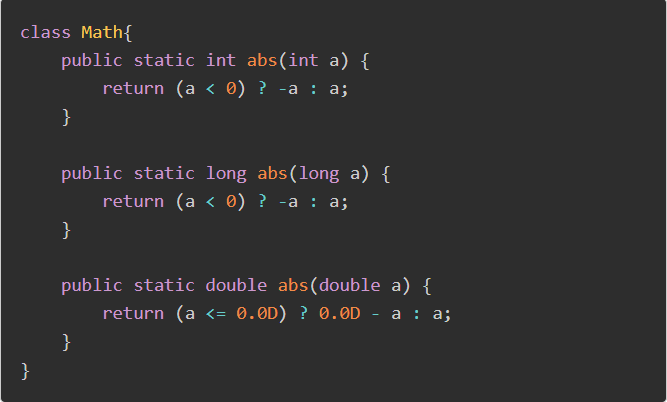 class Math{
    public static int abs(int a) {
        return (a < 0) ? -a : a;
    }

    public static long abs(long a) {
        return (a < 0) ? -a : a;
    }

    public static double abs(double a) {
        return (a <= 0.0D) ? 0.0D - a : a;
    }
}